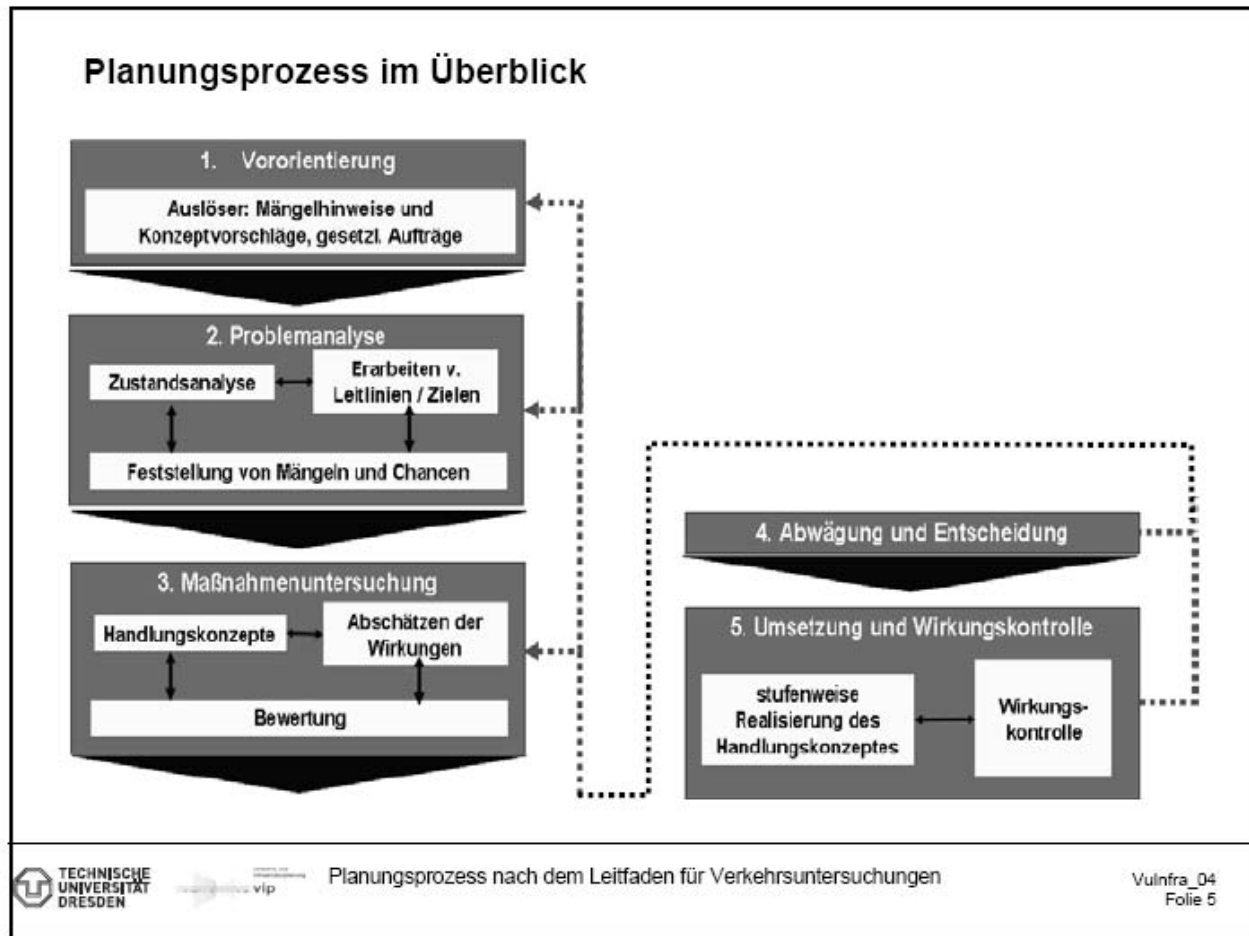 Planungsprozess im Überblick
1. Vororientierung
Auslöser: Mängelhinweise und
Konzeptvorschläge, gesetzl. Aufträge
2. Problemanalyse
Zustandsanalyse
Erarbeiten v.
Leitlinien / Zielen
Feststellung von Mängeln und Chancen
3. Maßnahmenuntersuchung
Handlungskonzepte
Abschätzen der
Wirkungen
Bewertung
4. Abwägung und Entscheidung
5. Umsetzung und Wirkungskontrolle
stufenweise
Realisierung des
Handlungskonzeptes
Wirkungs-
kontrolle
TECHNISCHE
UNIVERSITÄT
DRESDEN
vip
Planungsprozess nach dem Leitfaden für Verkehrsuntersuchungen
VuInfra_04
Folie 5